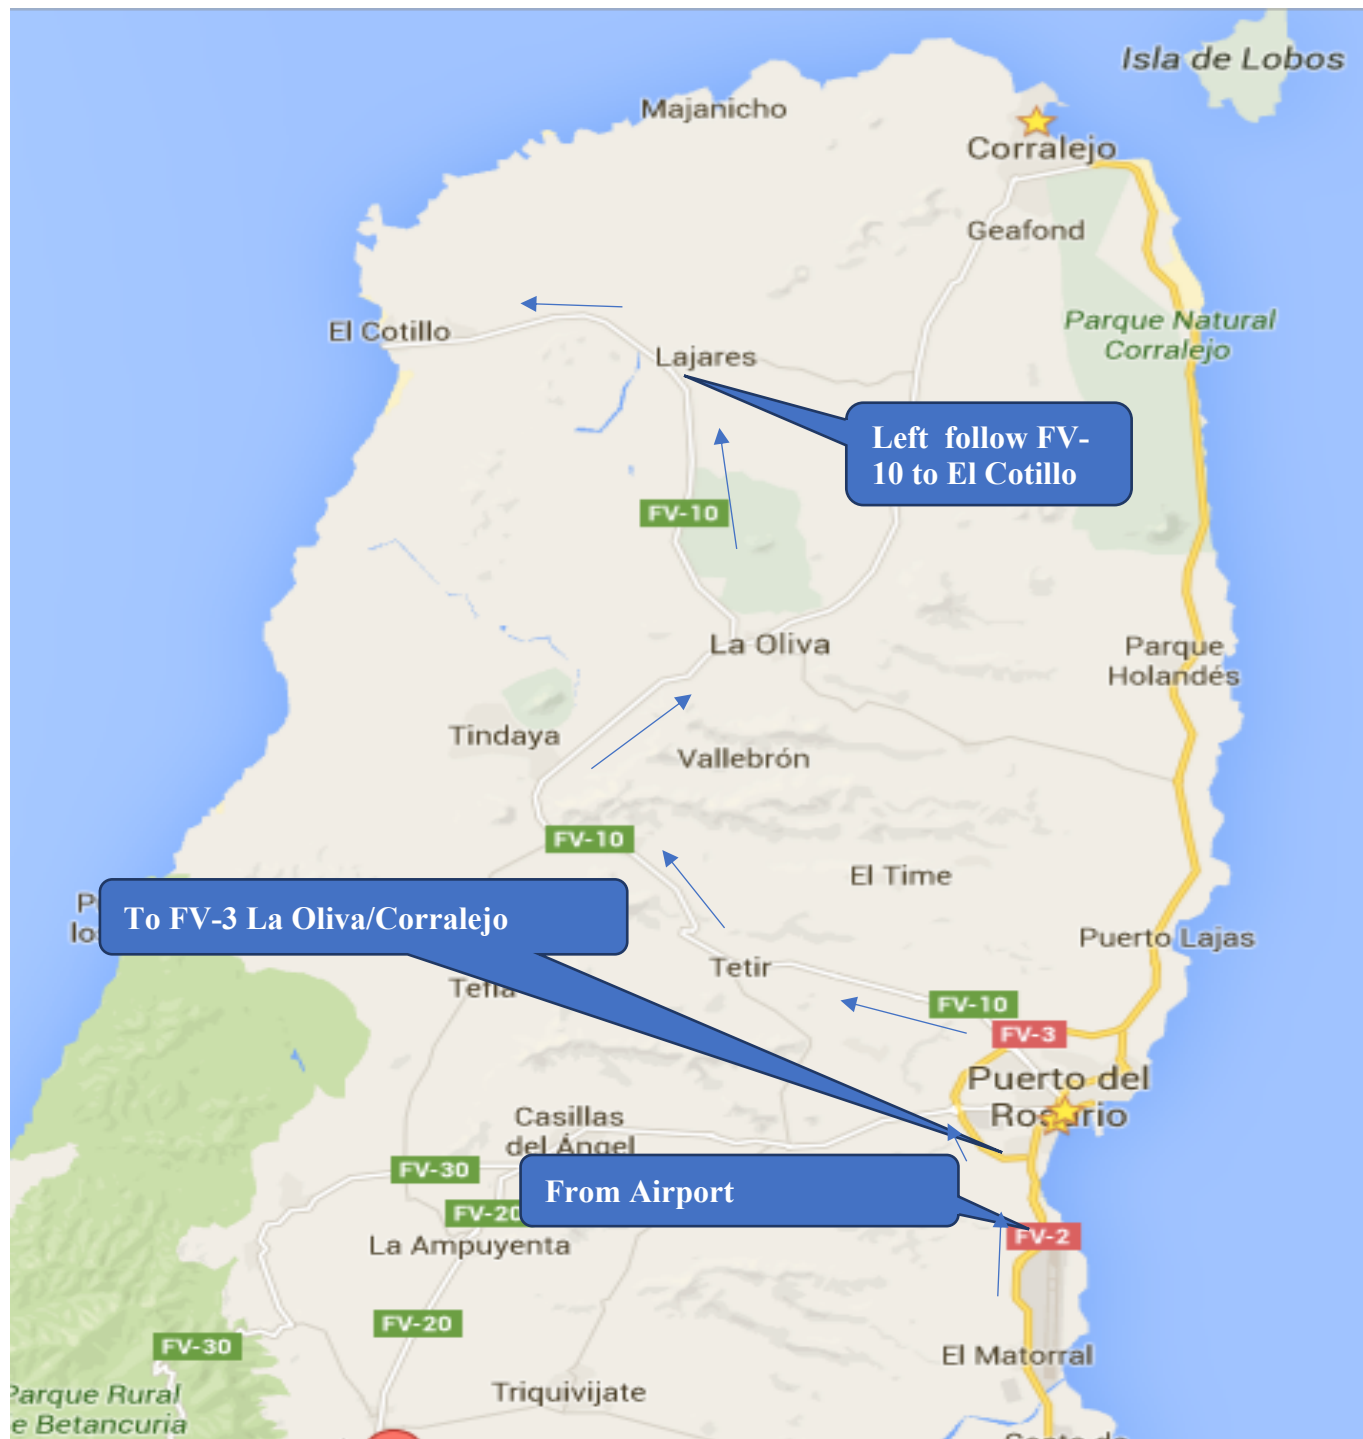 Isla de Lobos
Majanicho
Corralejo
Geafond
Parque Natural
Corralejo
El Cotillo
Lajares
Left follow FV-
10 to El Cotillo
FV-10
La Oliva
Parque
Holandés
Tindaya
Vallebrón
FV-10
El Time
To FV-3 La Oliva/Corralejo
Puerto Lajas
Tetir
Tefía
FV-10
FV-3
Puerto del
Rosario
Casillas
del Ángel
FV-30
From Airport
FV-20
FV-2
La Ampuyenta
FV-20
FV-30
El Matorral
Parque Rural
de Betancuria
Triquivijate